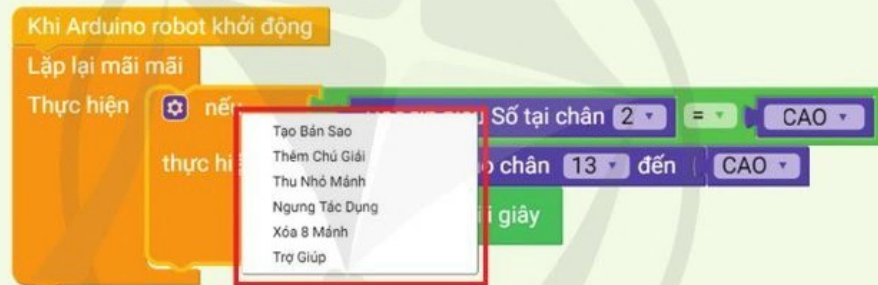 Khi Arduino robot khởi động
Lặp lại mãi mãi
Thực hiện nếu Số tại chân 2 = CAO
thực chân 13 đến CAO
giây
Tạo Bản Sao
Thêm Chú Giải
Thu Nhỏ Mảnh
Ngưng Tác Dụng
Xóa 8 Mảnh
Trợ Giúp